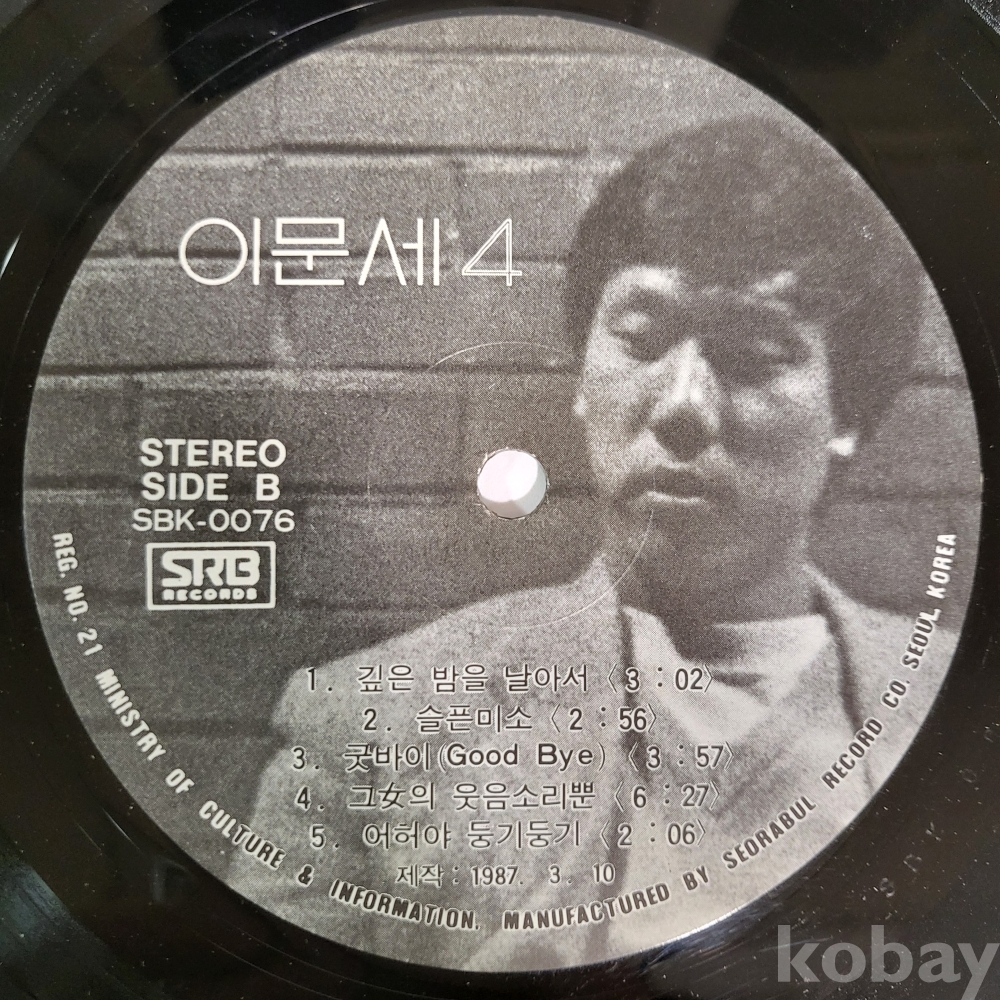 이문세 4
STEREO
SIDE B
SBK-0076
SRB
RECORDS
1. 깊은 밤을 날아서 〈3 : 02〉
2. 슬픈미소 〈2 : 56〉
3. 굿바이(Good Bye) 〈3 : 57〉
4. 그女의 웃음소리뿐 〈6 : 27〉
5. 어허야 둥기둥기 〈2 : 06〉
제작 : 1987. 3. 10
REG. NO. 21 MINISTRY OF CULTURE & INFORMATION. MANUFACTURED BY SEORABUL RECORD CO. SEOUL KOREA
kobay